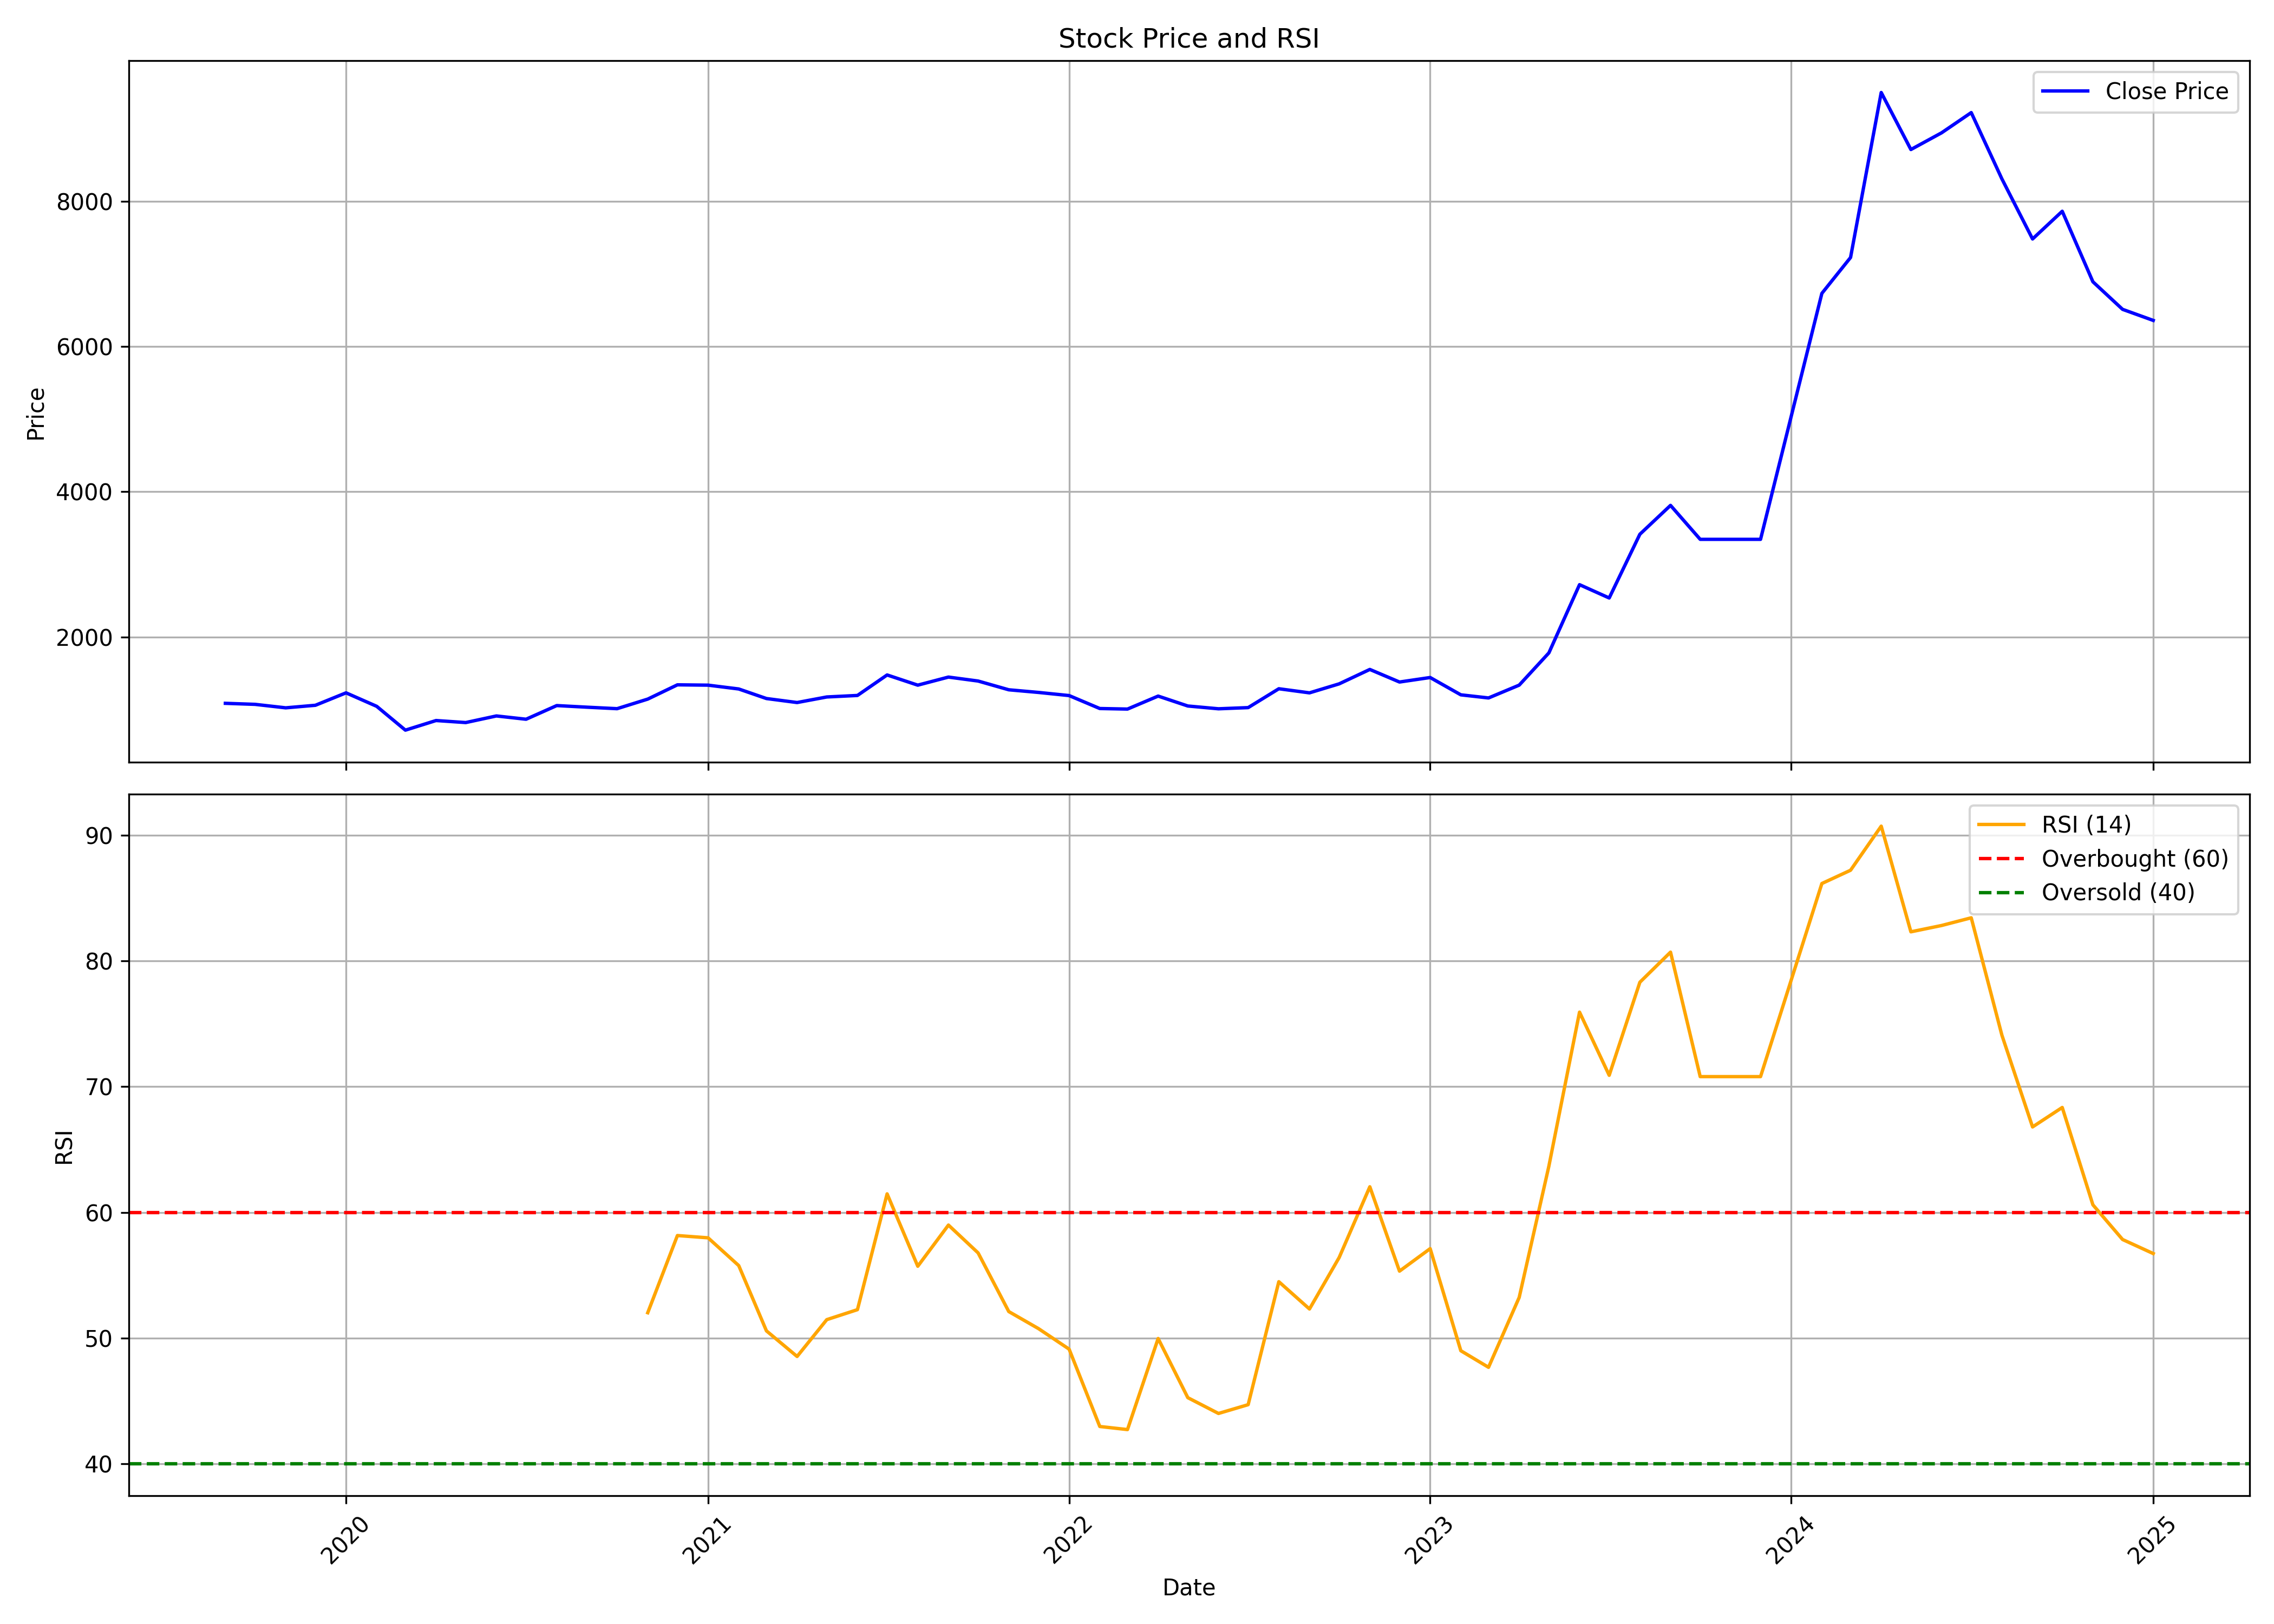 Stock Price and RSI
Close Price
8000
6000
4000
2000
Price
RSI (14)
Overbought (60)
Oversold (40)
90
80
70
60
50
40
RSI
2020
2021
2022
2023
2024
2025
Date